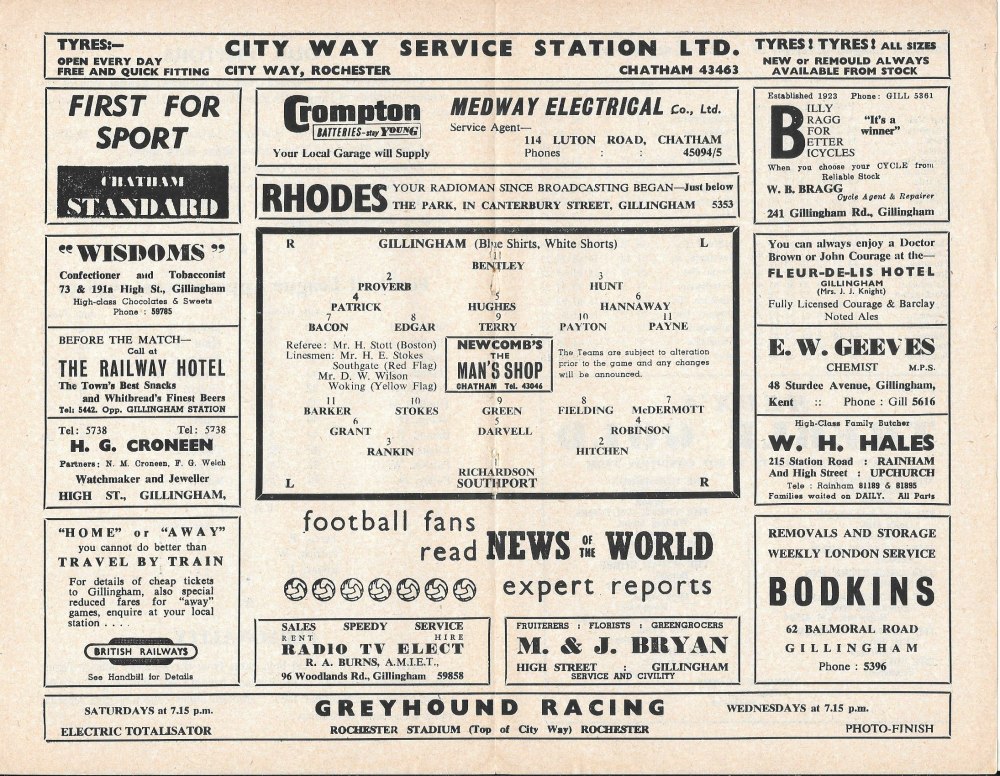 TYRES:—
OPEN EVERY DAY
FREE AND QUICK FITTING
CITY WAY SERVICE STATION LTD.
CITY WAY, ROCHESTER CHATHAM 43463
TYRES! TYRES! ALL SIZES
NEW or REMOULD ALWAYS
AVAILABLE FROM STOCK
FIRST FOR
SPORT
CHATHAM
STANDARD
Crompton
BATTERIES-stay YOUNG
Your Local Garage will Supply
MEDWAY ELECTRICAL Co., Ltd.
Service Agent—
114 LUTON ROAD, CHATHAM
Phones : : 45094/5
Established 1923 Phone: GILL 5361
BILLY
BRAGG
FOR
BETTER
BICYCLES
"It's a
winner"
When you choose your CYCLE from
Reliable Stock
W. B. BRAGG
Cycle Agent & Repairer
241 Gillingham Rd., Gillingham
RHODES
YOUR RADIOMAN SINCE BROADCASTING BEGAN—Just below
THE PARK, IN CANTERBURY STREET, GILLINGHAM 5353
"WISDOMS"
Confectioner and Tobacconist
73 & 191a High St., Gillingham
High-class Chocolates & Sweets
Phone : 59785
BEFORE THE MATCH—
Call at
THE RAILWAY HOTEL
The Town's Best Snacks
and Whitbread's Finest Beers
Tel: 5442. Opp. GILLINGHAM STATION
Tel: 5738 Tel: 5738
H. G. CRONEEN
Partners: N. M. Croneen, F. G. Welch
Watchmaker and Jeweller
HIGH ST., GILLINGHAM,
R GILLINGHAM (Blue Shirts, White Shorts) L
BENTLEY
2 3
PROVERB HUNT
4 5 6
PATRICK HUGHES HANNAWAY
7 8 9 10 11
BACON EDGAR TERRY PAYTON PAYNE
Referee: Mr. H. Stott (Boston)
Linesmen: Mr. H. E. Stokes
Southgate (Red Flag)
Mr. D. W. Wilson
Woking (Yellow Flag)
NEWCOMB'S
THE
MAN'S SHOP
CHATHAM Tel. 43046
The Teams are subject to alteration
prior to the game and any changes
will be announced.
11 10 9 8 7
BARKER STOKES GREEN FIELDING McDERMOTT
6 5 4
GRANT DARVELL ROBINSON
3 2
RANKIN HITCHEN
RICHARDSON
L SOUTHPORT R
You can always enjoy a Doctor
Brown or John Courage at the—
FLEUR-DE-LIS HOTEL
GILLINGHAM
(Mrs. J. J. Knight)
Fully Licensed Courage & Barclay
Noted Ales
E. W. GEEVES
CHEMIST M.P.S.
48 Sturdee Avenue, Gillingham,
Kent :: Phone : Gill 5616
High-Class Family Butcher
W. H. HALES
215 Station Road : RAINHAM
And High Street : UPCHURCH
Tele : Rainham 81189 & 81895
Families waited on DAILY. All Parts
"HOME" or "AWAY"
you cannot do better than
TRAVEL BY TRAIN
For details of cheap tickets
to Gillingham, also special
reduced fares for "away"
games, enquire at your local
station . . . .
BRITISH RAILWAYS
See Handbill for Details
football fans
read NEWS OF THE WORLD
expert reports
SALES SPEEDY SERVICE
RENT HIRE
RADIO TV ELECT
R. A. BURNS, A.M.I.E.T.,
96 Woodlands Rd., Gillingham 59858
FRUITERERS : FLORISTS : GREENGROCERS
M. & J. BRYAN
HIGH STREET : GILLINGHAM
SERVICE AND CIVILITY
REMOVALS AND STORAGE
WEEKLY LONDON SERVICE
BODKINS
62 BALMORAL ROAD
GILLINGHAM
Phone : 5396
SATURDAYS at 7.15 p.m.
ELECTRIC TOTALISATOR
GREYHOUND RACING
ROCHESTER STADIUM (Top of City Way) ROCHESTER
WEDNESDAYS at 7.15 p.m.
PHOTO-FINISH